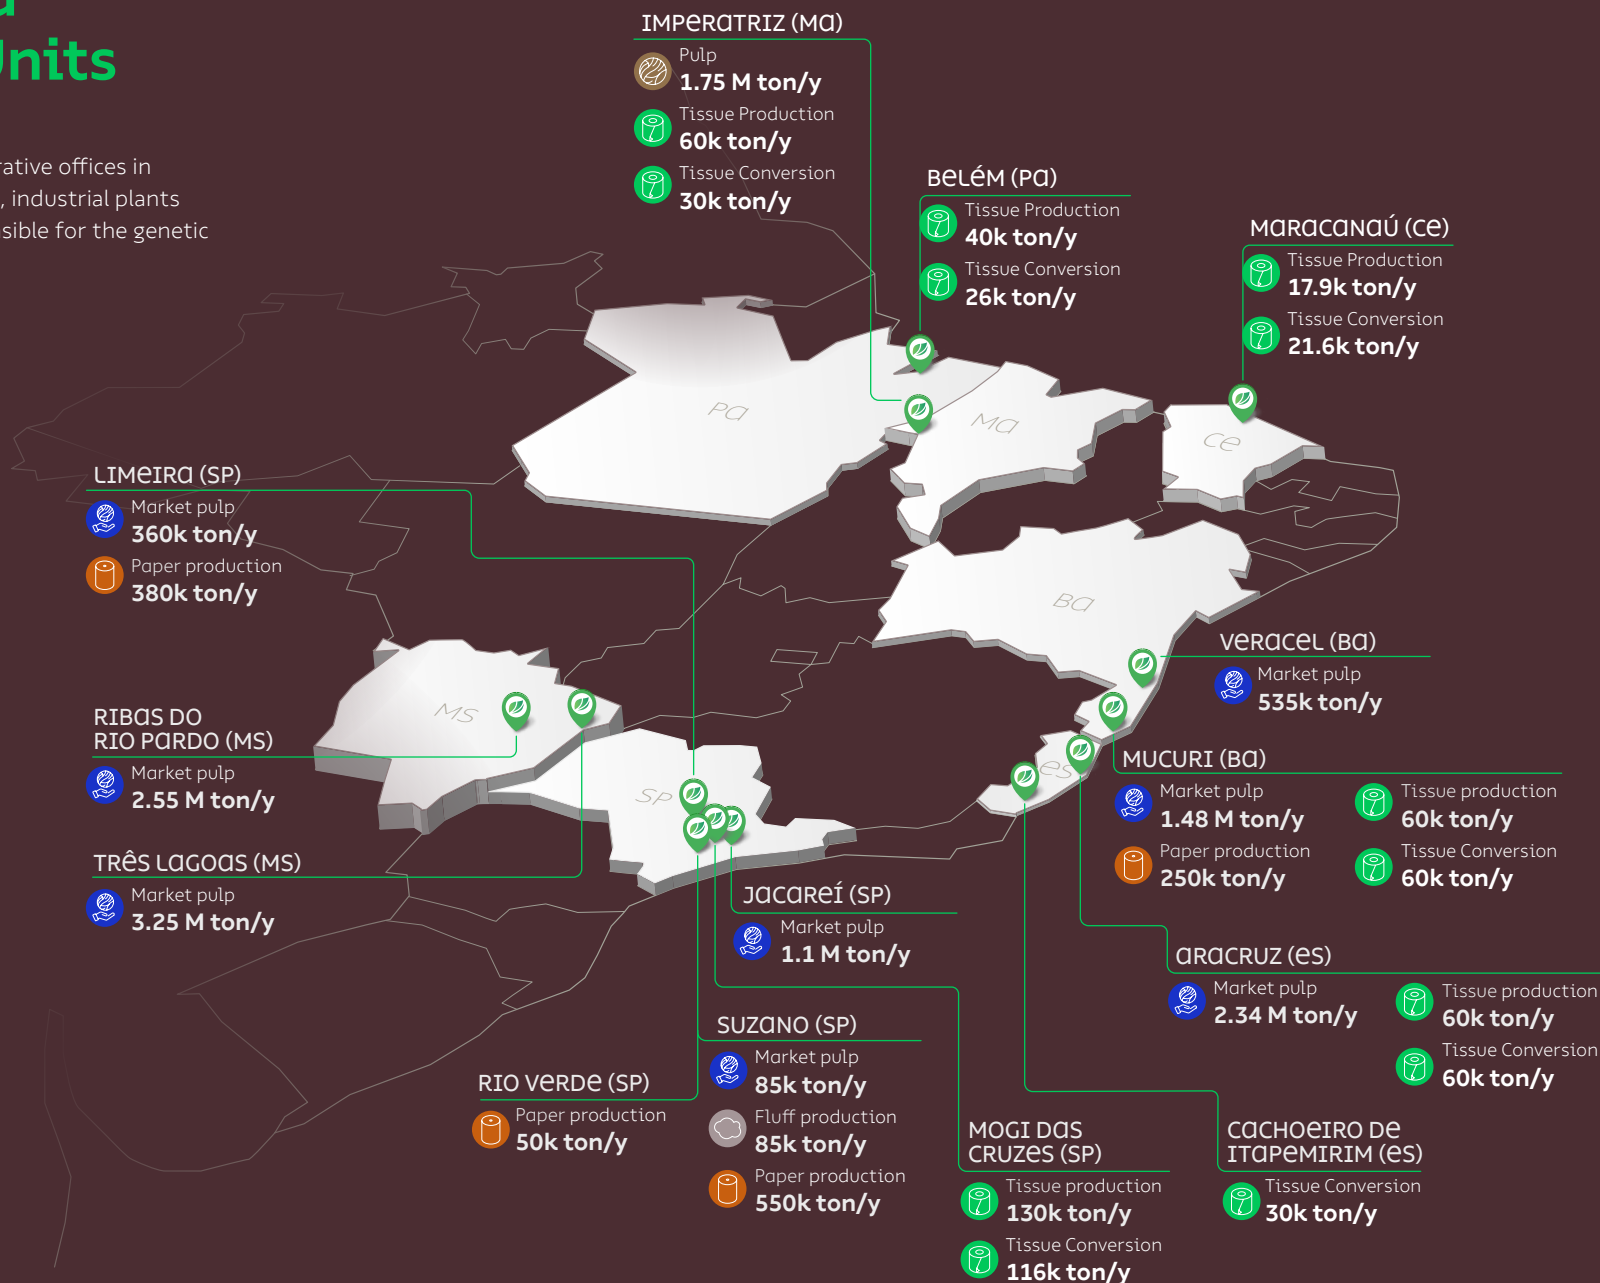 Units
rative offices in
, industrial plants
sible for the genetic
IMPERATRIZ (MA)
Pulp
1.75 M ton/y
Tissue Production
60k ton/y
Tissue Conversion
30k ton/y
BELÉM (PA)
Tissue Production
40k ton/y
Tissue Conversion
26k ton/y
MARACANAÚ (CE)
Tissue Production
17.9k ton/y
Tissue Conversion
21.6k ton/y
PA
MA
CE
LIMEIRA (SP)
Market pulp
360k ton/y
Paper production
380k ton/y
BA
VERACEL (BA)
Market pulp
535k ton/y
RIBAS DO
RIO PARDO (MS)
Market pulp
2.55 M ton/y
MS
SP
ES
MUCURI (BA)
Market pulp
1.48 M ton/y
Paper production
250k ton/y
Tissue production
60k ton/y
Tissue Conversion
60k ton/y
TRÊS LAGOAS (MS)
Market pulp
3.25 M ton/y
JACAREÍ (SP)
Market pulp
1.1 M ton/y
ARACRUZ (ES)
Market pulp
2.34 M ton/y
Tissue production
60k ton/y
Tissue Conversion
60k ton/y
SUZANO (SP)
Market pulp
85k ton/y
Fluff production
85k ton/y
Paper production
550k ton/y
RIO VERDE (SP)
Paper production
50k ton/y
MOGI DAS
CRUZES (SP)
Tissue production
130k ton/y
Tissue Conversion
116k ton/y
CACHOEIRO DE
ITAPEMIRIM (ES)
Tissue Conversion
30k ton/y